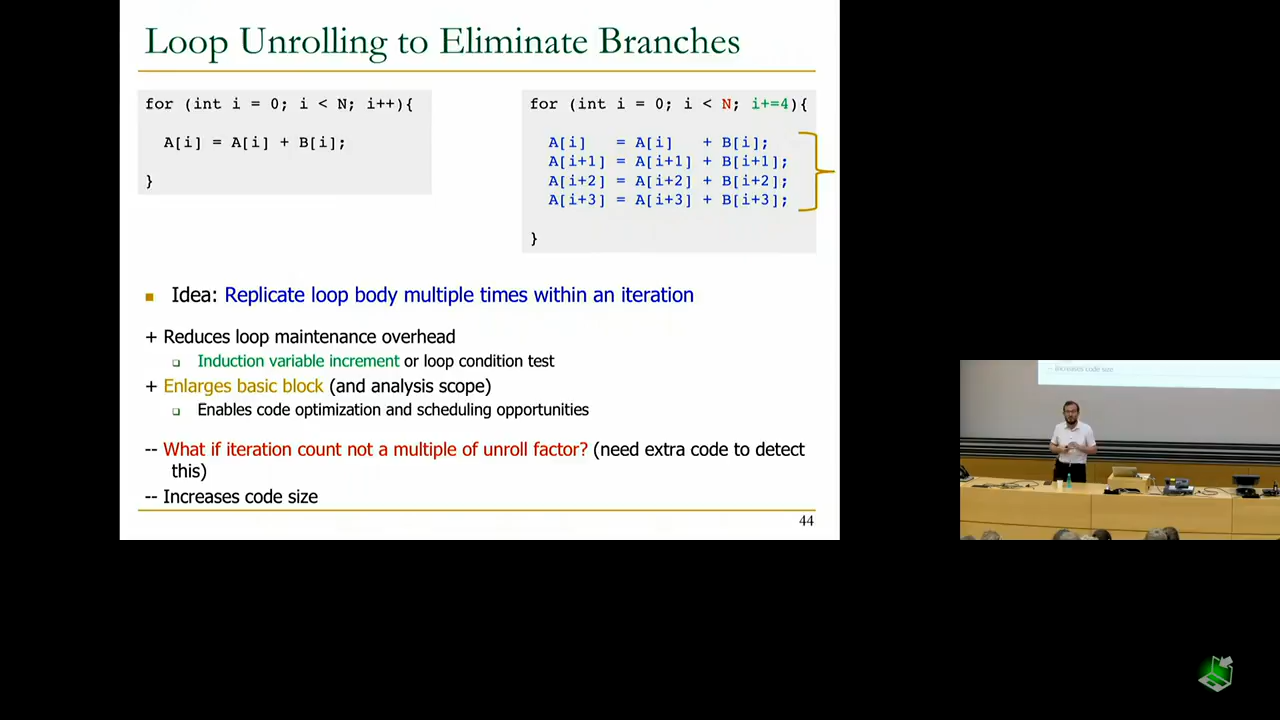 Loop Unrolling to Eliminate Branches
for (int i = 0; i < N; i++){
A[i] = A[i] + B[i];
}
for (int i = 0; i < N; i+=4){
A[i] = A[i] + B[i];
A[i+1] = A[i+1] + B[i+1];
A[i+2] = A[i+2] + B[i+2];
A[i+3] = A[i+3] + B[i+3];
}
Idea: Replicate loop body multiple times within an iteration
+ Reduces loop maintenance overhead
Induction variable increment or loop condition test
+ Enlarges basic block (and analysis scope)
Enables code optimization and scheduling opportunities
-- What if iteration count not a multiple of unroll factor? (need extra code to detect
this)
-- Increases code size
44
-- Increases code size